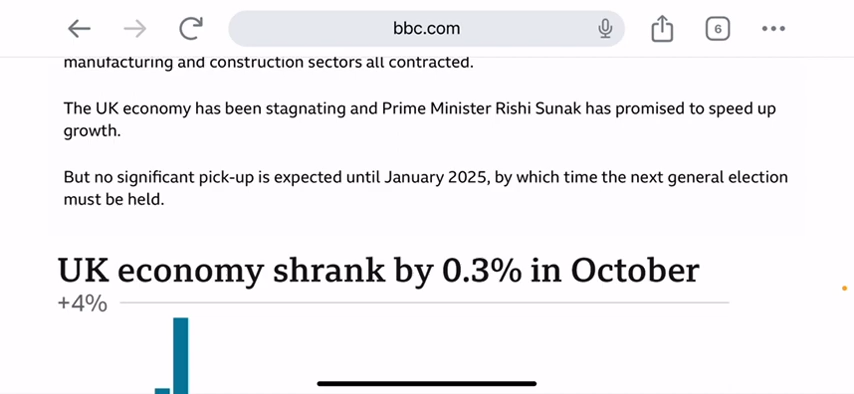 bbc.com
6
manufacturing and construction sectors all contracted.
The UK economy has been stagnating and Prime Minister Rishi Sunak has promised to speed up
growth.
But no significant pick-up is expected until January 2025, by which time the next general election
must be held.
UK economy shrank by 0.3% in October
+4%